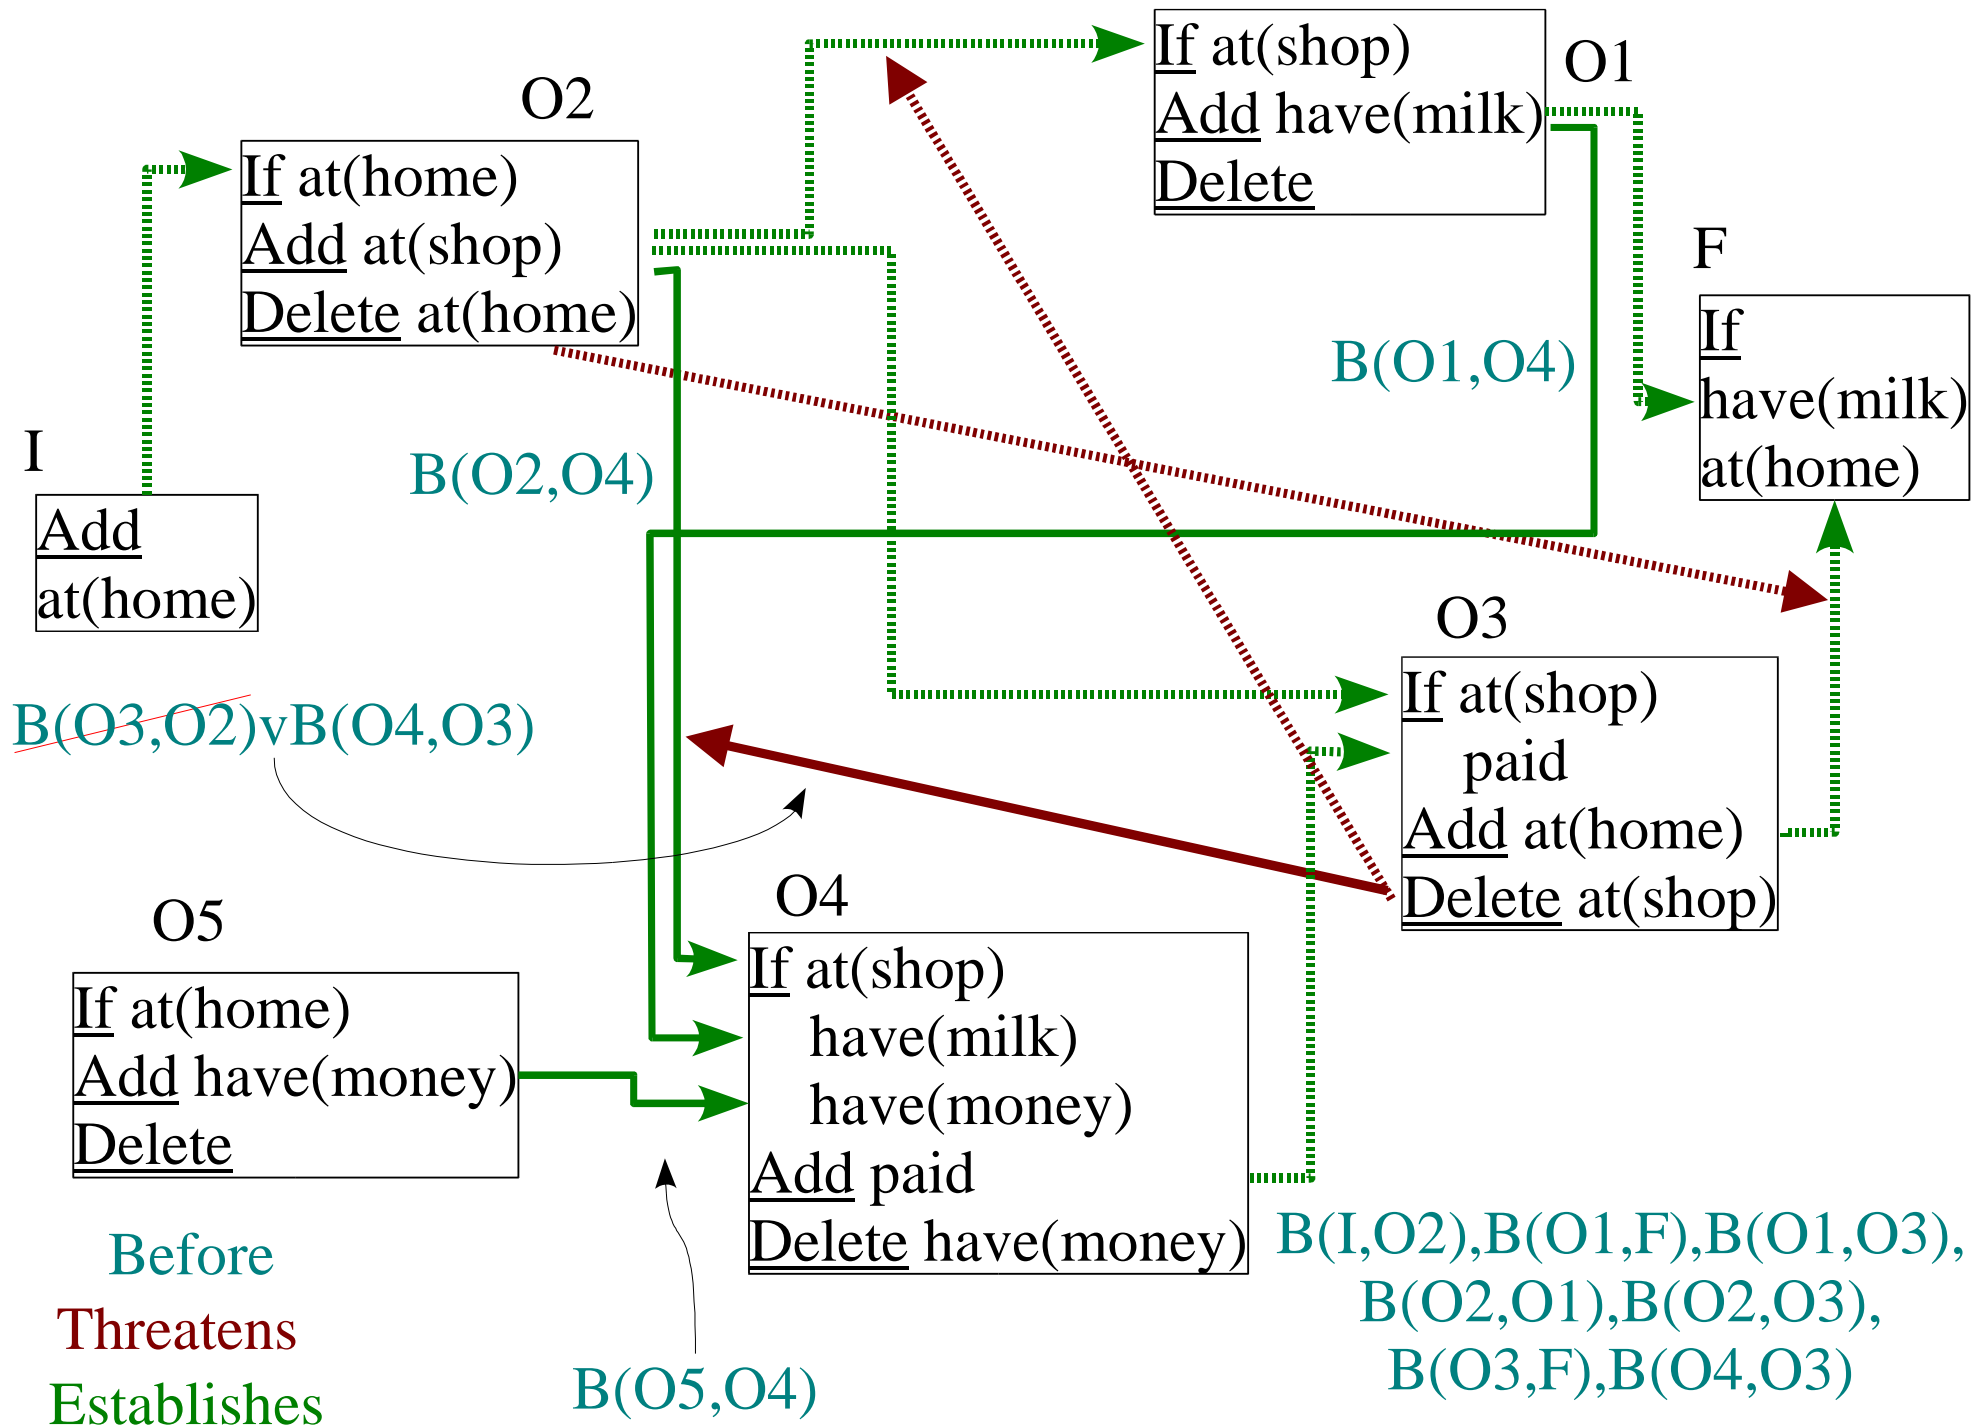 O2
If at(home)
Add at(shop)
Delete at(home)
If at(shop)
Add have(milk)
Delete
O1
F
If
have(milk)
at(home)
B(O1,O4)
B(O2,O4)
I
Add
at(home)
O3
If at(shop)
paid
Add at(home)
Delete at(shop)
B(O3,O2)vB(O4,O3)
O5
If at(home)
Add have(money)
Delete
O4
If at(shop)
have(milk)
have(money)
Add paid
Delete have(money)
Before
Threatens
Establishes
B(O5,O4)
B(I,O2),B(O1,F),B(O1,O3),
B(O2,O1),B(O2,O3),
B(O3,F),B(O4,O3)